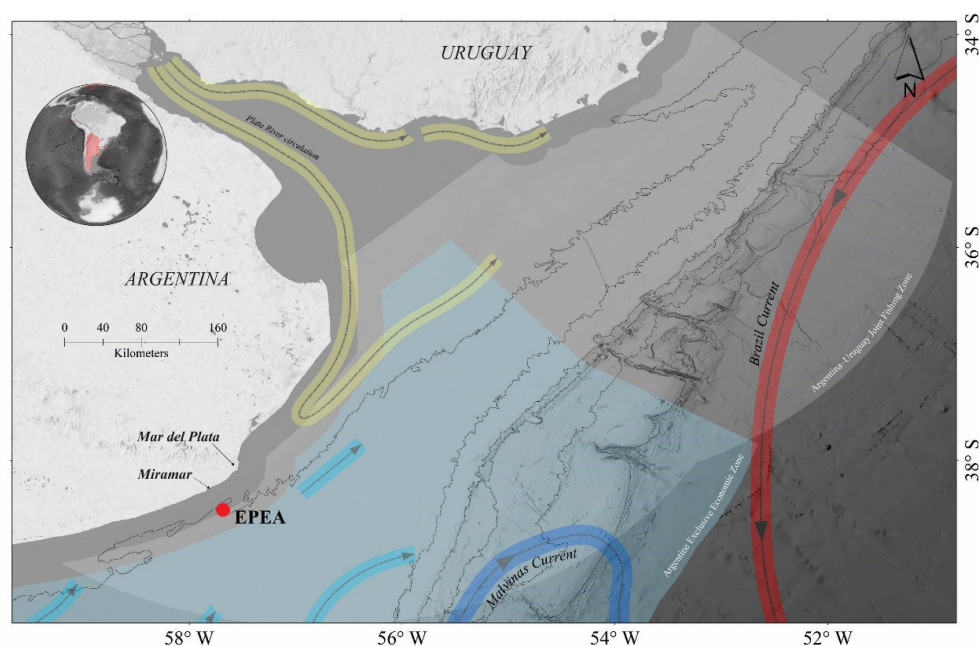 34° S
URUGUAY
N
Plata River circulation
36° S
ARGENTINA
0 40 80 160
Kilometers
Brazil Current
Argentina-Uruguay Joint Fishing Zone
Mar del Plata
Miramar
38° S
EPEA
Argentine Exclusive Economic Zone
Malvinas Current
58° W 56° W 54° W 52° W